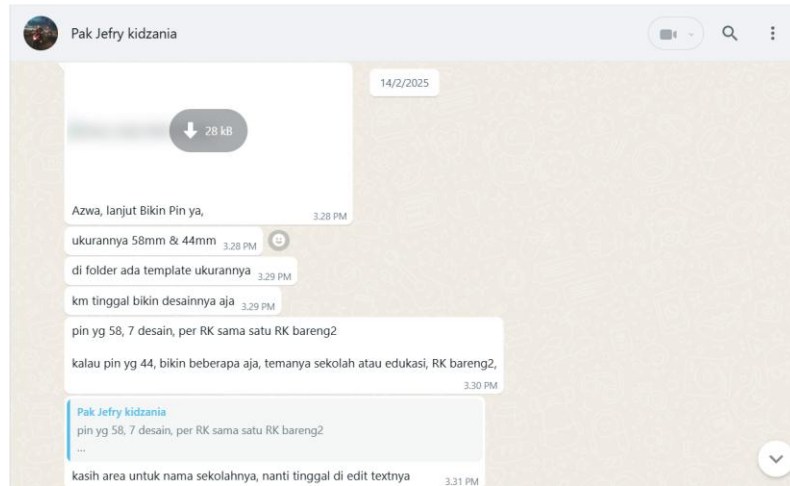 Pak Jefry kidzania
14/2/2025
28 kB
Azwa, lanjut Bikin Pin ya,
3.28 PM
ukurannya 58mm & 44mm 3.28 PM
di folder ada template ukurannya 3.29 PM
km tinggal bikin desainnya aja 3.29 PM
pin yg 58, 7 desain, per RK sama satu RK bareng2
kalau pin yg 44, bikin beberapa aja, temanya sekolah atau edukasi, RK bareng2,
3.30 PM
Pak Jefry kidzania
pin yg 58, 7 desain, per RK sama satu RK bareng2
...
kasih area untuk nama sekolahnya, nanti tinggal di edit textnya 3.31 PM